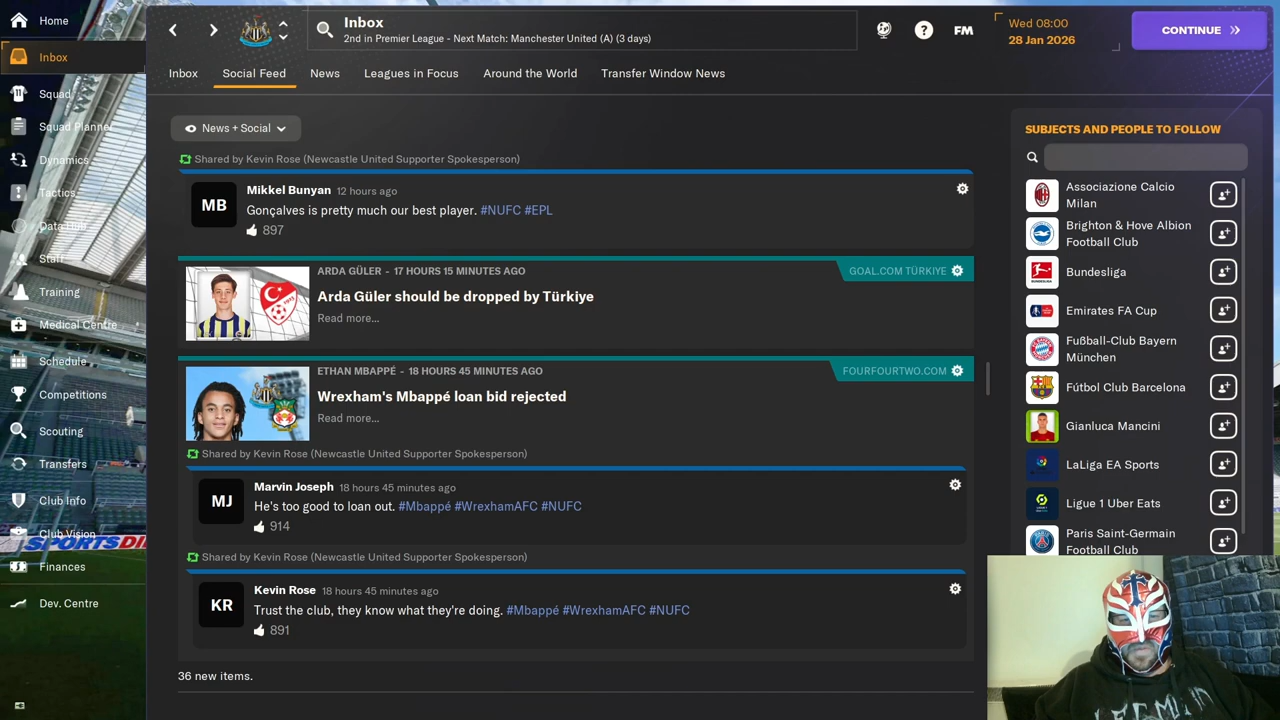 Home
Inbox
Squad
Squad Planner
Dynamics
Tactics
Data Hub
Staff
Training
Medical Centre
Schedule
Competitions
Scouting
Transfers
Club Info
Club Vision
Finances
Dev. Centre
SPORTS DI
Inbox
2nd in Premier League - Next Match: Manchester United (A) (3 days)
?
FM
Wed 08:00
28 Jan 2026
CONTINUE
Inbox
Social Feed
News
Leagues in Focus
Around the World
Transfer Window News
News + Social
Shared by Kevin Rose (Newcastle United Supporter Spokesperson)
MB
Mikkel Bunyan 12 hours ago
Gonçalves is pretty much our best player. #NUFC #EPL
897
ARDA GÜLER - 17 HOURS 15 MINUTES AGO
GOAL.COM TÜRKIYE
Arda Güler should be dropped by Türkiye
Read more...
ETHAN MBAPPÉ - 18 HOURS 45 MINUTES AGO
FOURFOURTWO.COM
Wrexham's Mbappé loan bid rejected
Read more...
Shared by Kevin Rose (Newcastle United Supporter Spokesperson)
MJ
Marvin Joseph 18 hours 45 minutes ago
He's too good to loan out. #Mbappé #WrexhamAFC #NUFC
914
Shared by Kevin Rose (Newcastle United Supporter Spokesperson)
KR
Kevin Rose 18 hours 45 minutes ago
Trust the club, they know what they're doing. #Mbappé #WrexhamAFC #NUFC
891
36 new items.
SUBJECTS AND PEOPLE TO FOLLOW
Associazione Calcio
Milan
Brighton & Hove Albion
Football Club
Bundesliga
Emirates FA Cup
Fußball-Club Bayern
München
Fútbol Club Barcelona
Gianluca Mancini
LaLiga EA Sports
Ligue 1 Uber Eats
Paris Saint-Germain
Football Club